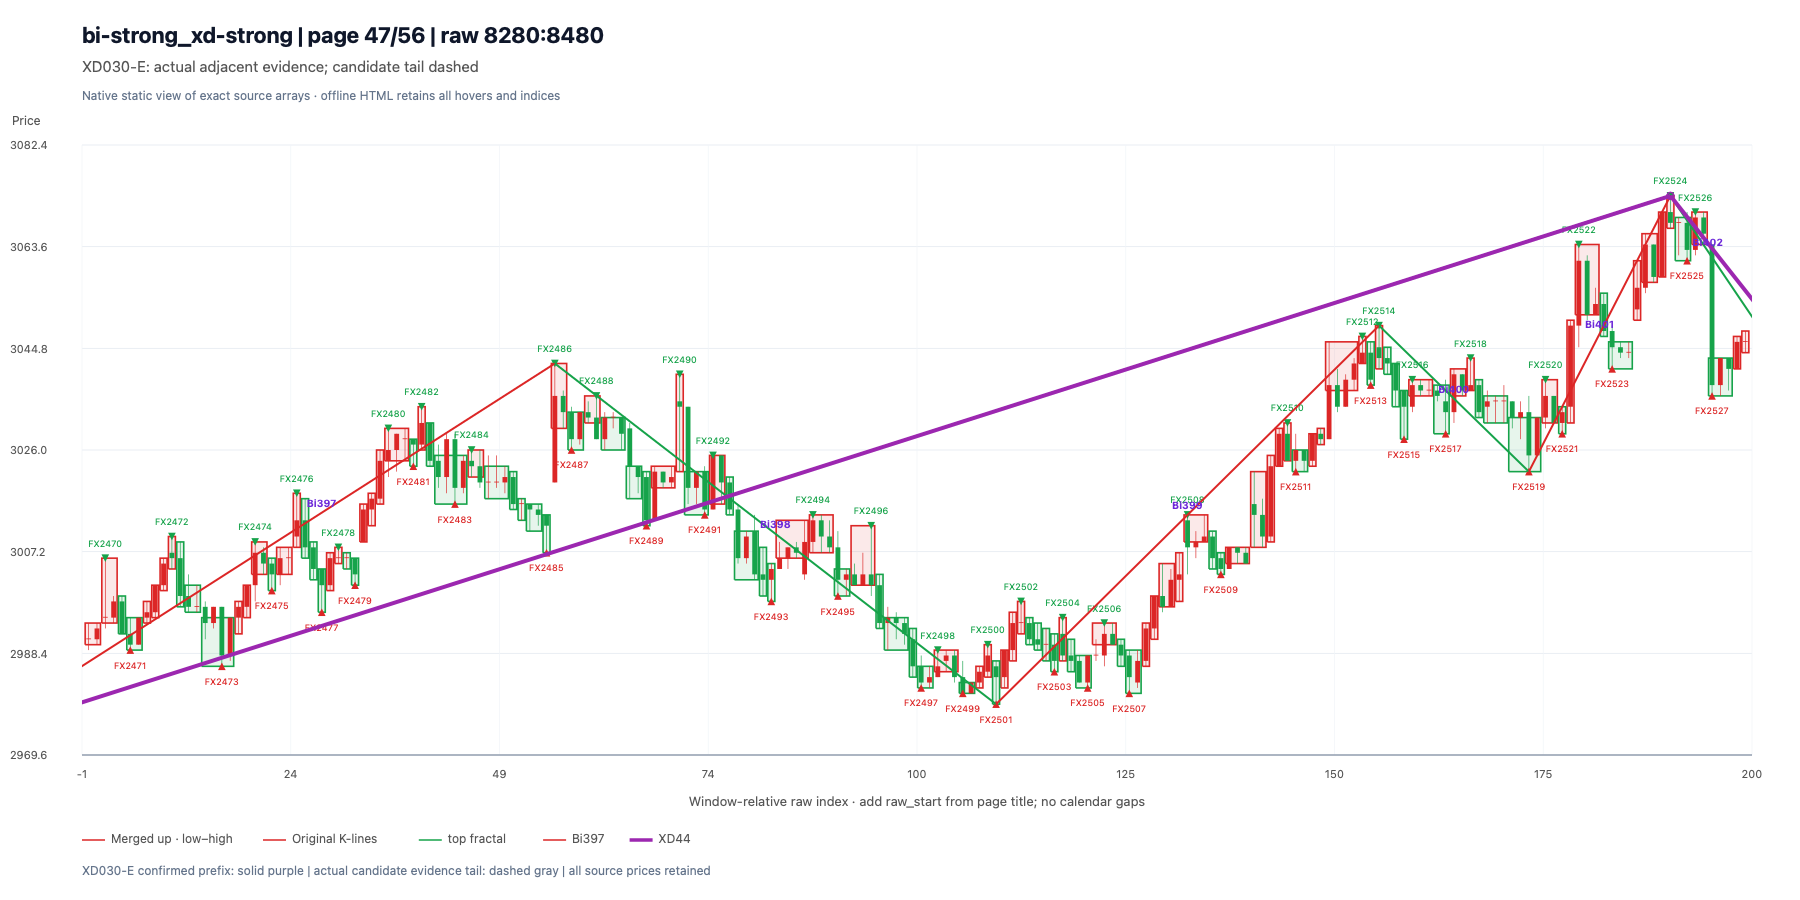 bi-strong_xd-strong | page 47/56 | raw 8280:8480
XD030-E: actual adjacent evidence; candidate tail dashed
Native static view of exact source arrays · offline HTML retains all hovers and indices
Price
3082.4
3063.6
3044.8
3026.0
3007.2
2988.4
2969.6
FX2524
FX2526
FX2522
Bi402
FX2525
FX2514
FX2512
Bi401
FX2486
FX2490
FX2518
FX2488
FX2516
FX2520
FX2523
FX2482
Bi400
FX2513
FX2527
FX2480
FX2510
FX2484
FX2492
FX2515
FX2517
FX2521
FX2487
FX2476
FX2481
FX2511
FX2519
Bi397
FX2494
FX2508
Bi399
FX2483
FX2496
FX2472
FX2474
FX2478
Bi398
FX2491
FX2489
FX2470
FX2485
FX2509
FX2475
FX2479
FX2502
FX2493
FX2495
FX2504
FX2506
FX2477
FX2498
FX2500
FX2471
FX2473
FX2503
FX2497
FX2499
FX2505
FX2507
FX2501
-1
24
49
74
100
125
150
175
200
Window-relative raw index · add raw_start from page title; no calendar gaps
Merged up · low–high
Original K-lines
top fractal
Bi397
XD44
XD030-E confirmed prefix: solid purple | actual candidate evidence tail: dashed gray | all source prices retained